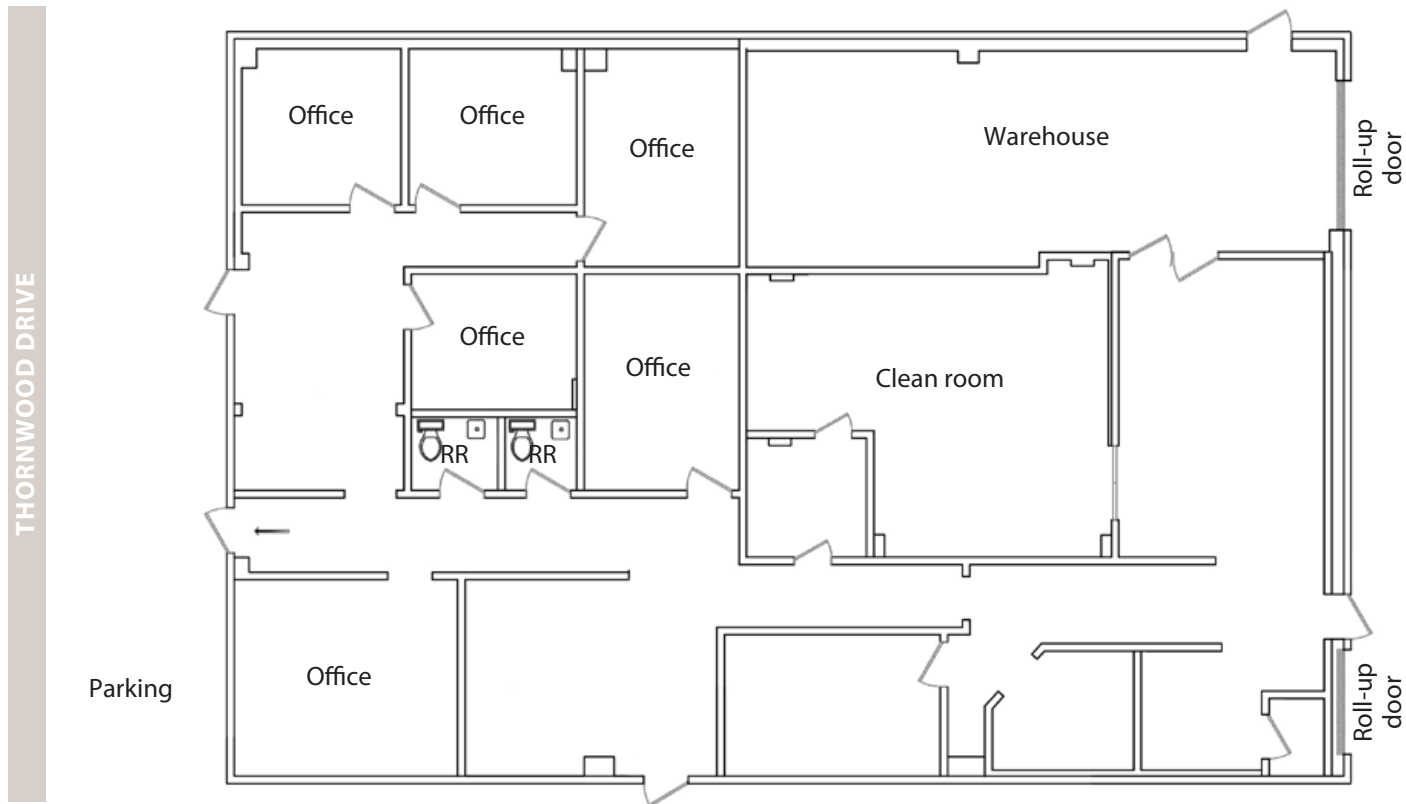 THORNWOOD DRIVE
Office
Office
Office
Warehouse
Roll-up
door
Office
Office
Clean room
RR
RR
Office
Parking
Roll-up
door